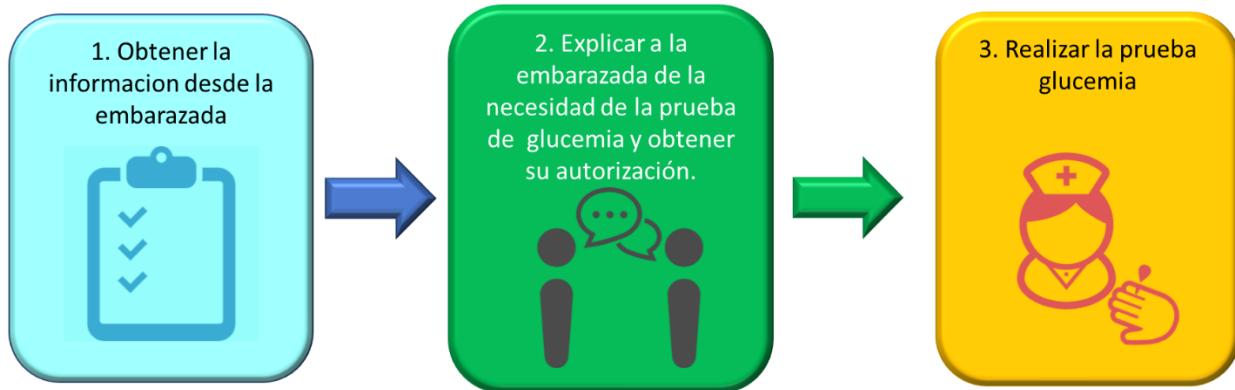 1. Obtener la
informacion desde la
embarazada
2. Explicar a la
embarazada de la
necesidad de la prueba
de glucemia y obtener
su autorización.
3. Realizar la prueba
glucemia